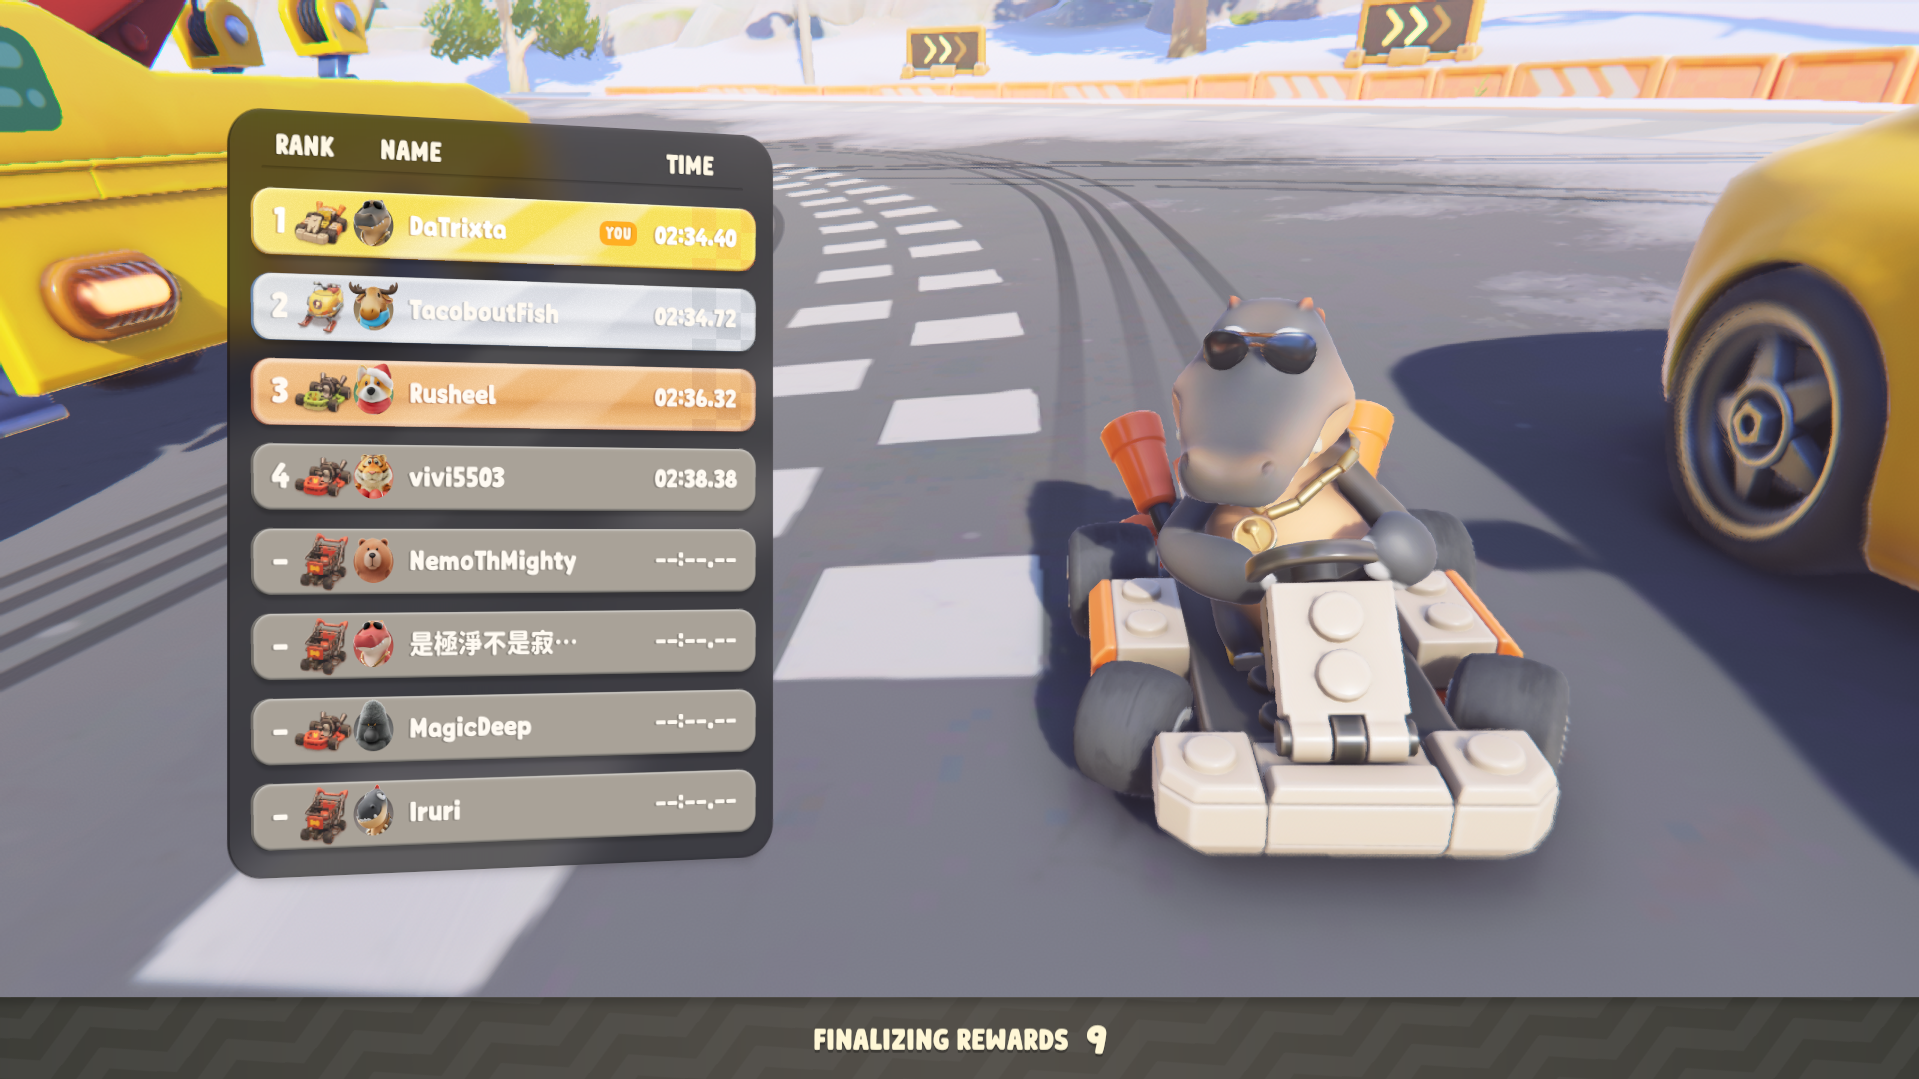 RANK NAME TIME
1 DaTrixta YOU 02:34.40
2 TacoboutFish 02:34.72
3 Rusheel 02:36.32
4 vivi5503 02:38.38
- NemoThMighty --:--.--
- 是極淨不是寂… --:--.--
- MagicDeep --:--.--
- Iruri --:--.--
FINALIZING REWARDS 9